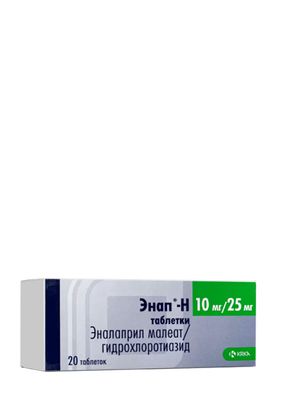 Энап®-Н 10 мг/25 мг
таблетки
Эналаприл малеат/
гидрохлоротиазид
20 таблеток
KRKA